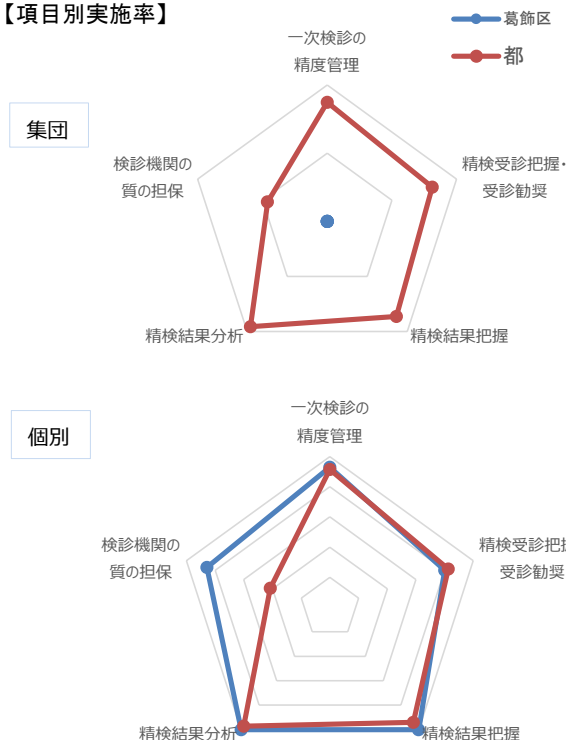 【項目別実施率】
葛飾区
都
集団
一次検診の
精度管理
精検受診把握・
受診勧奨
精検結果把握
精検結果分析
検診機関の
質の担保
個別
一次検診の
精度管理
精検受診把
受診勧奨
精検結果把握
精検結果分析
検診機関の
質の担保